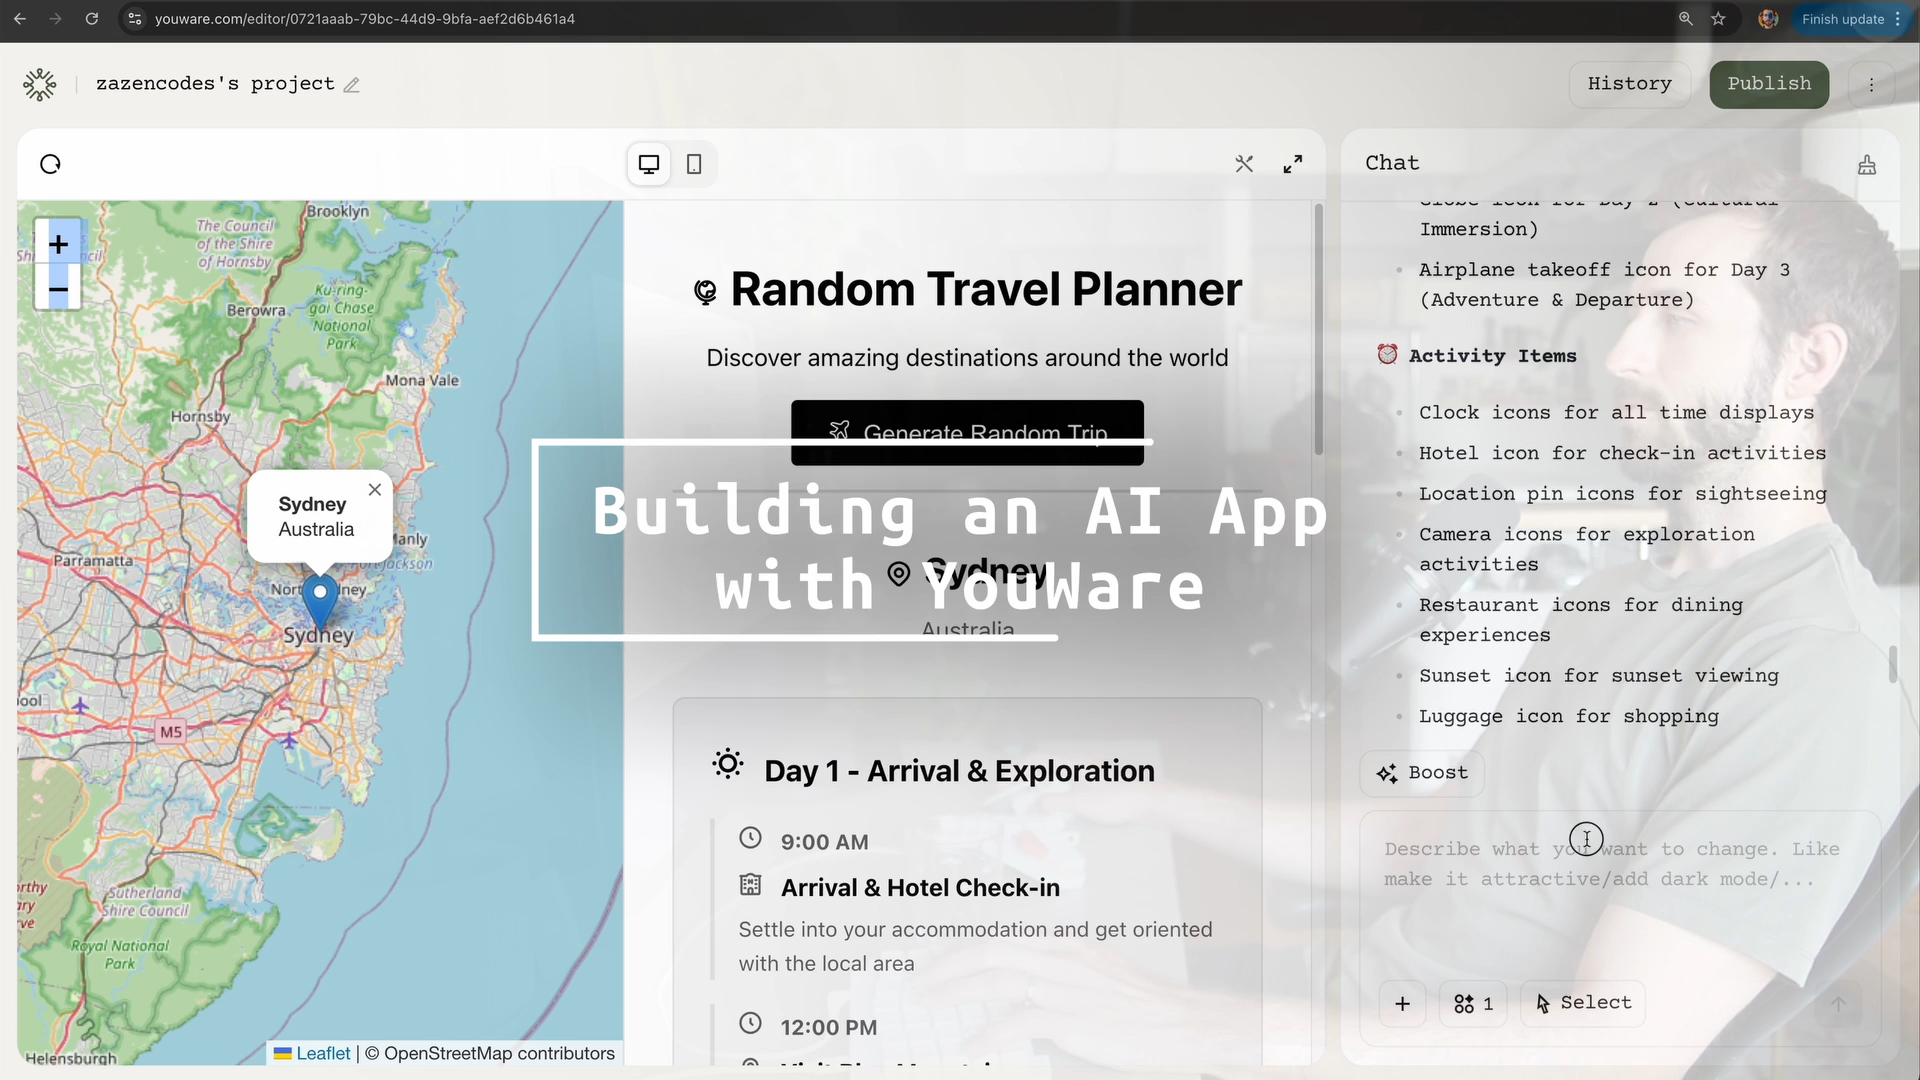 youware.com/editor/0721aaab-79bc-44d9-9bfa-aef2d6b461a4
Finish update
zazencodes's project
History
Publish
Chat
Brooklyn
The Council
of the Shire
of Hornsby
Ku-ring-
gai Chase
National
Park
Berowra
Mona Vale
Hornsby
Sydney
Australia
Manly
Parramatta
Sydney
M5
Sutherland
Shire Council
Royal National
Park
Helensburgh
Leaflet | © OpenStreetMap contributors
Random Travel Planner
Discover amazing destinations around the world
Generate Random Trip
Building an AI App
with YouWare
Sydney
Australia
Day 1 - Arrival & Exploration
9:00 AM
Arrival & Hotel Check-in
Settle into your accommodation and get oriented
with the local area
12:00 PM
Globe icon for Day 2 (Cultural
Immersion)
Airplane takeoff icon for Day 3
(Adventure & Departure)
⏰ Activity Items
Clock icons for all time displays
Hotel icon for check-in activities
Location pin icons for sightseeing
Camera icons for exploration
activities
Restaurant icons for dining
experiences
Sunset icon for sunset viewing
Luggage icon for shopping
Boost
Describe what you want to change. Like
make it attractive/add dark mode/...
1
Select